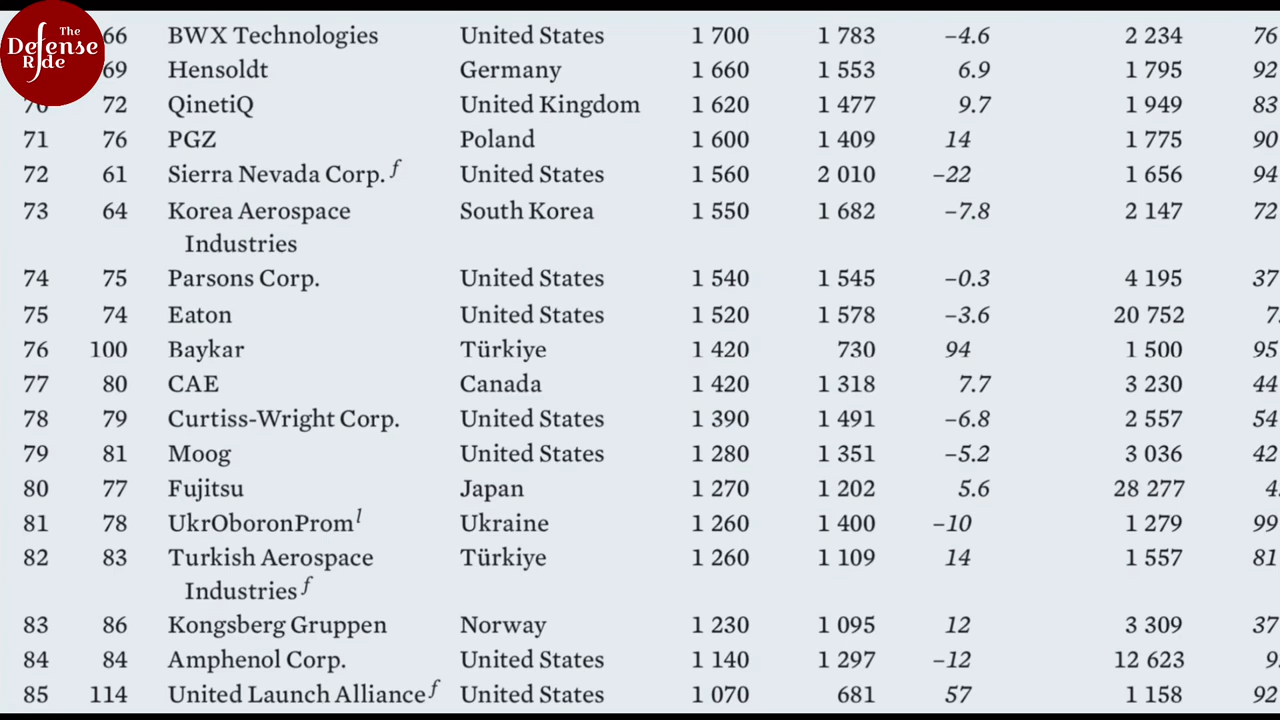 The
Defense
Ride
66 BWX Technologies United States 1 700 1 783 –4.6 2 234 76
69 Hensoldt Germany 1 660 1 553 6.9 1 795 92
70 72 QinetiQ United Kingdom 1 620 1 477 9.7 1 949 83
71 76 PGZ Poland 1 600 1 409 14 1 775 90
72 61 Sierra Nevada Corp. f United States 1 560 2 010 –22 1 656 94
73 64 Korea Aerospace South Korea 1 550 1 682 –7.8 2 147 72
Industries
74 75 Parsons Corp. United States 1 540 1 545 –0.3 4 195 37
75 74 Eaton United States 1 520 1 578 –3.6 20 752 7.
76 100 Baykar Türkiye 1 420 730 94 1 500 95
77 80 CAE Canada 1 420 1 318 7.7 3 230 44
78 79 Curtiss-Wright Corp. United States 1 390 1 491 –6.8 2 557 54
79 81 Moog United States 1 280 1 351 –5.2 3 036 42
80 77 Fujitsu Japan 1 270 1 202 5.6 28 277 4.
81 78 UkrOboronProm l Ukraine 1 260 1 400 –10 1 279 99
82 83 Turkish Aerospace Türkiye 1 260 1 109 14 1 557 81
Industries f
83 86 Kongsberg Gruppen Norway 1 230 1 095 12 3 309 37
84 84 Amphenol Corp. United States 1 140 1 297 –12 12 623 9.
85 114 United Launch Alliance f United States 1 070 681 57 1 158 92